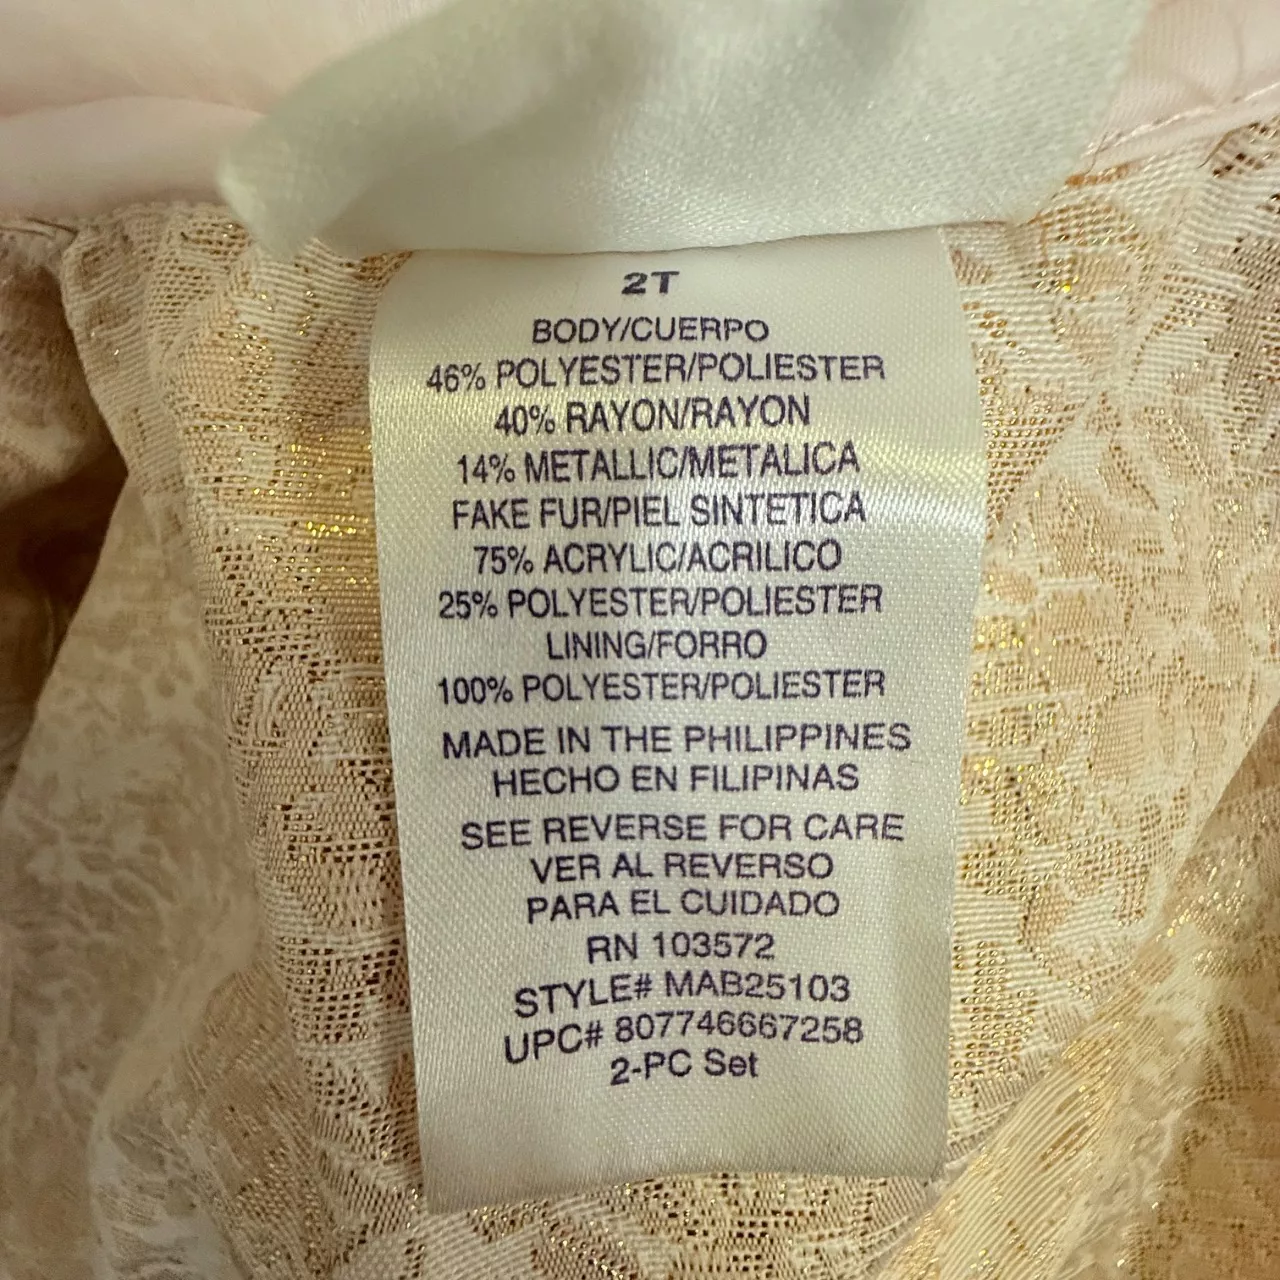 2T
BODY/CUERPO
46% POLYESTER/POLIESTER
40% RAYON/RAYON
14% METALLIC/METALICA
FAKE FUR/PIEL SINTETICA
75% ACRYLIC/ACRILICO
25% POLYESTER/POLIESTER
LINING/FORRO
100% POLYESTER/POLIESTER
MADE IN THE PHILIPPINES
HECHO EN FILIPINAS
SEE REVERSE FOR CARE
VER AL REVERSO
PARA EL CUIDADO
RN 103572
STYLE# MAB25103
UPC# 807746667258
2-PC Set